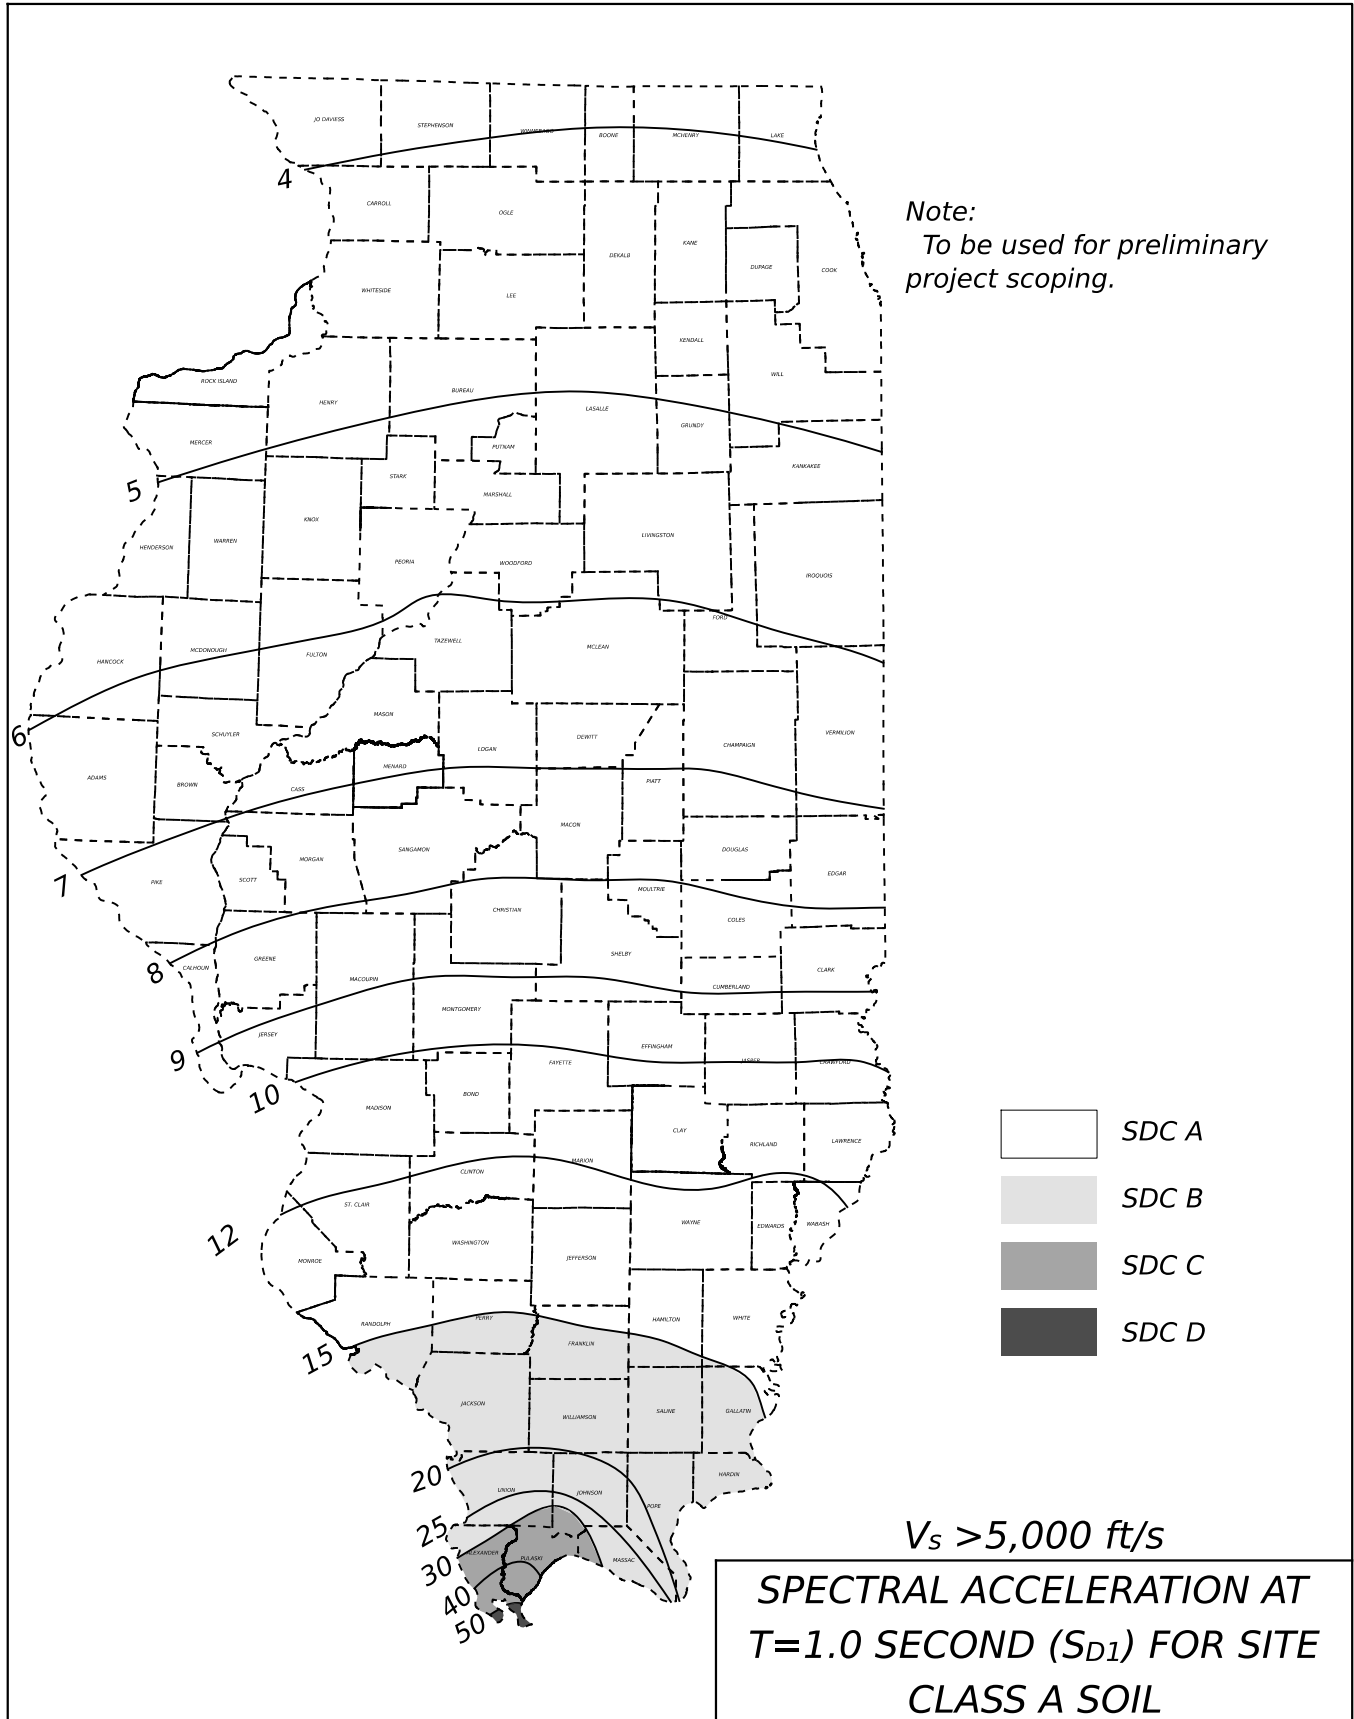 JO DAVIESS
STEPHENSON
WINNEBAGO
BOONE
MCHENRY
LAKE
4
CARROLL
OGLE
Note:
To be used for preliminary
project scoping.
KANE
DEKALB
DUPAGE
COOK
WHITESIDE
LEE
KENDALL
ROCK ISLAND
WILL
BUREAU
HENRY
LASALLE
GRUNDY
MERCER
PUTNAM
KANKAKEE
STARK
5
MARSHALL
KNOX
LIVINGSTON
WARREN
HENDERSON
PEORIA
WOODFORD
IROQUOIS
FORD
TAZEWELL
MCLEAN
MCDONOUGH
FULTON
HANCOCK
MASON
6
SCHUYLER
DEWITT
VERMILION
LOGAN
CHAMPAIGN
MENARD
ADAMS
BROWN
CASS
PIATT
MACON
SANGAMON
DOUGLAS
MORGAN
EDGAR
7
PIKE
SCOTT
MOULTRIE
CHRISTIAN
COLES
SHELBY
GREENE
8
CALHOUN
CLARK
MACOUPIN
CUMBERLAND
MONTGOMERY
JERSEY
EFFINGHAM
9
FAYETTE
JASPER
CRAWFORD
10
BOND
MADISON
CLAY
RICHLAND
LAWRENCE
SDC A
MARION
CLINTON
ST. CLAIR
SDC B
WAYNE
EDWARDS
WABASH
12
WASHINGTON
MONROE
JEFFERSON
SDC C
PERRY
HAMILTON
WHITE
RANDOLPH
SDC D
FRANKLIN
15
JACKSON
WILLIAMSON
SALINE
GALLATIN
20
HARDIN
UNION
JOHNSON
POPE
25
ALEXANDER
PULASKI
MASSAC
30
40
50
Vs >5,000 ft/s
SPECTRAL ACCELERATION AT
T=1.0 SECOND (SD1) FOR SITE
CLASS A SOIL